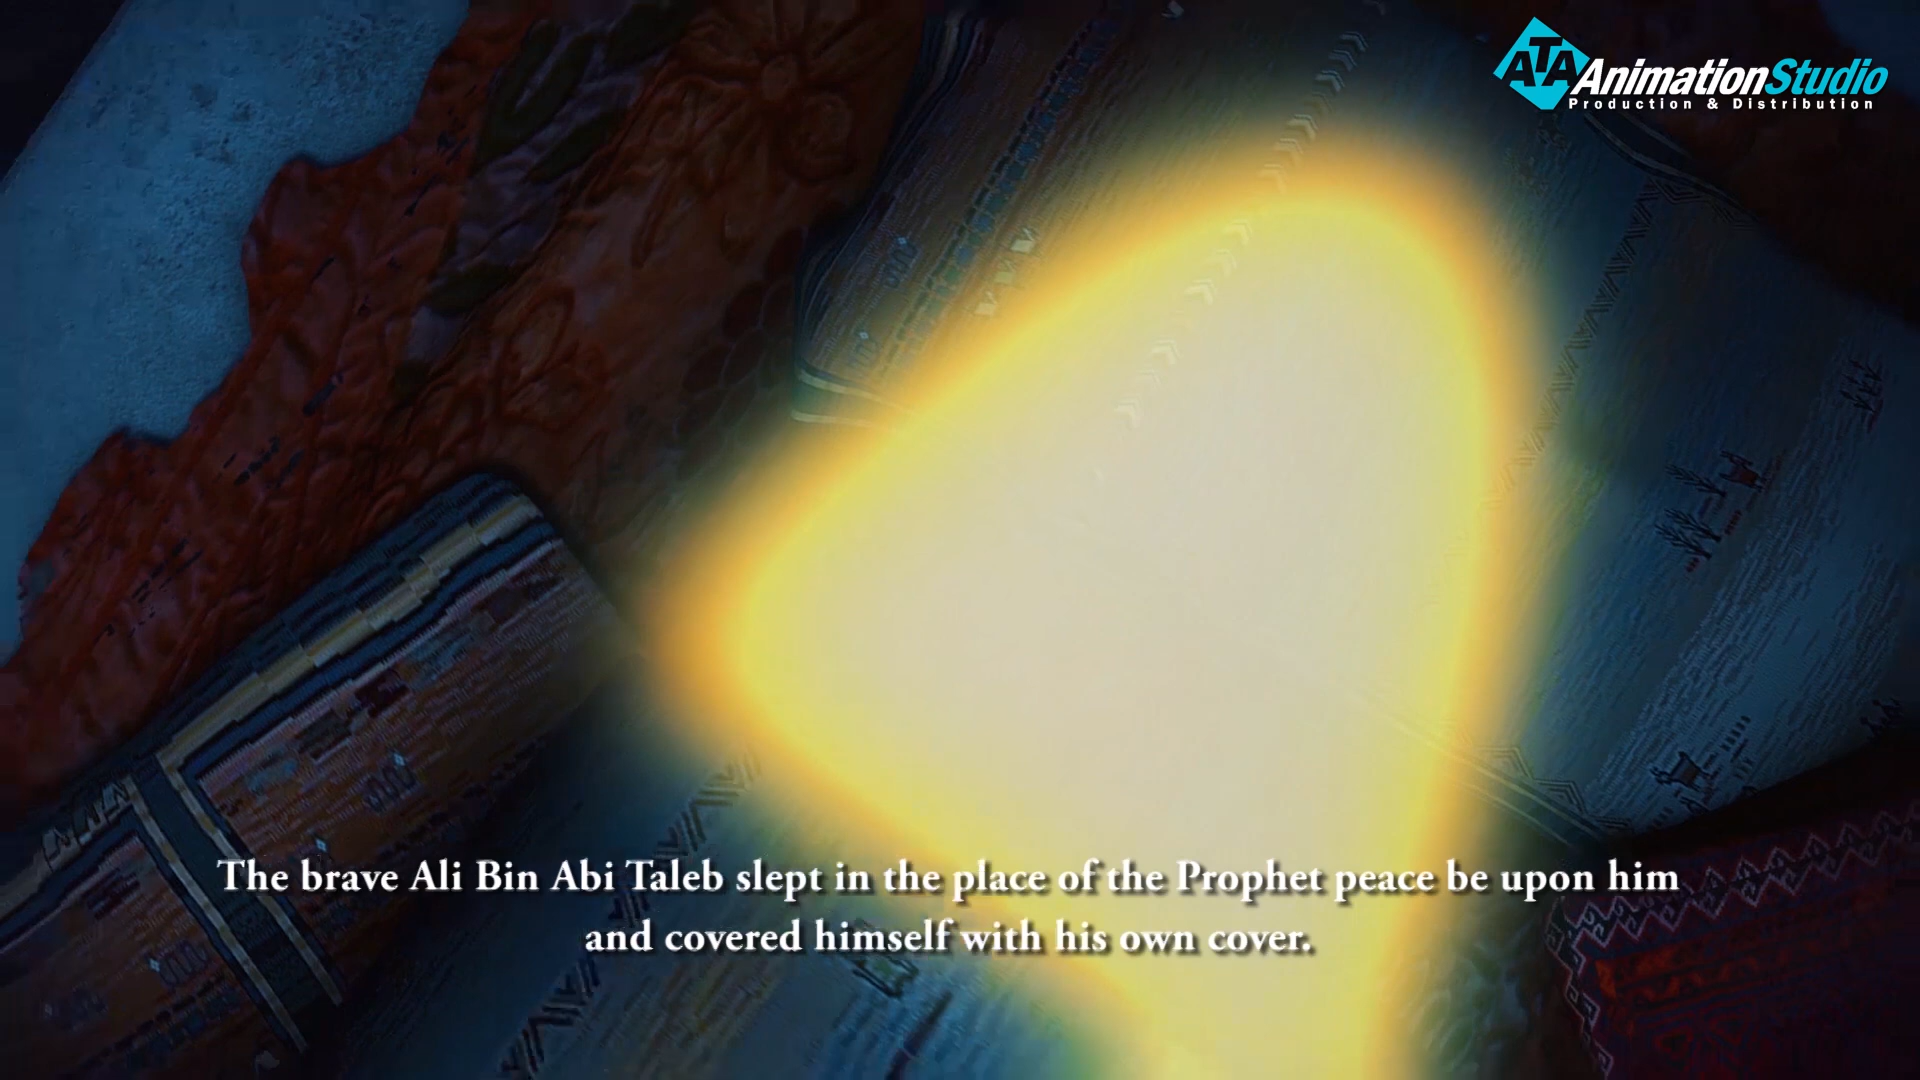 ATA AnimationStudio
Production & Distribution
The brave Ali Bin Abi Taleb slept in the place of the Prophet peace be upon him
and covered himself with his own cover.